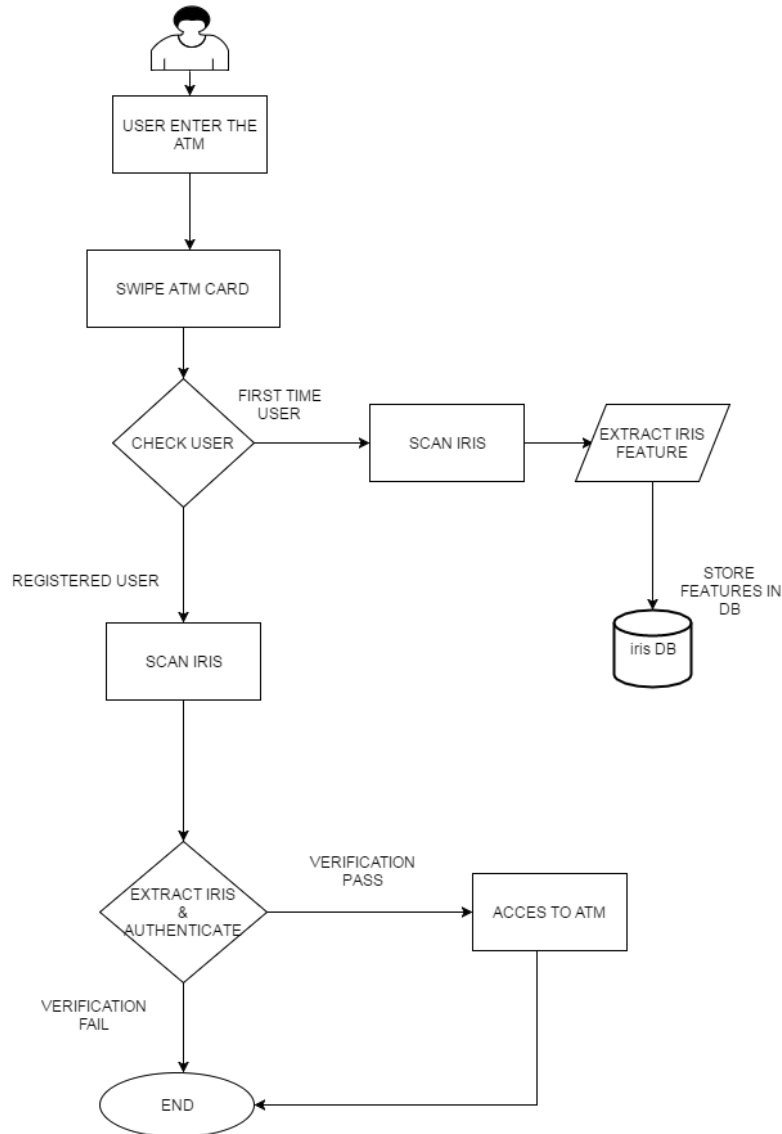 USER ENTER THE
ATM
SWIPE ATM CARD
FIRST TIME
USER
CHECK USER
SCAN IRIS
EXTRACT IRIS
FEATURE
REGISTERED USER
STORE
FEATURES IN
DB
SCAN IRIS
iris DB
VERIFICATION
PASS
EXTRACT IRIS
&
AUTHENTICATE
ACCES TO ATM
VERIFICATION
FAIL
END